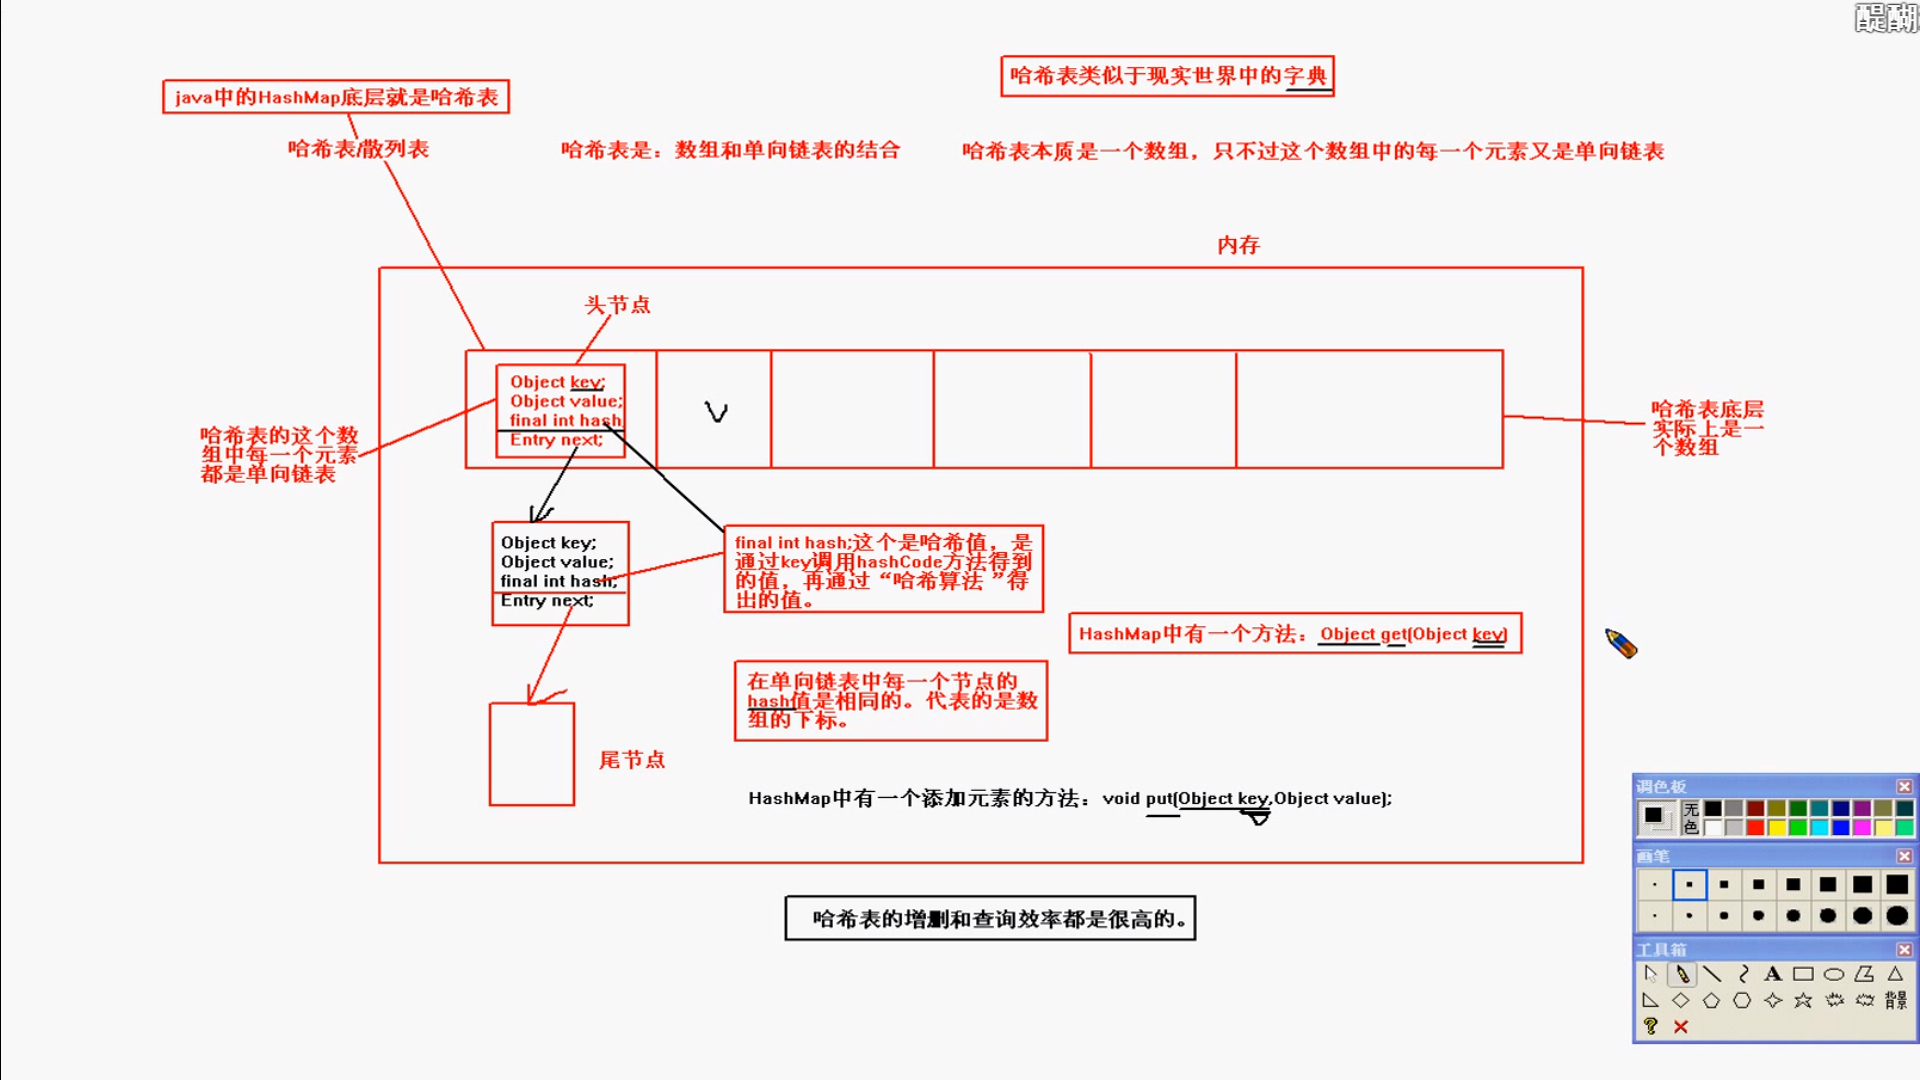 醍醐
哈希表类似于现实世界中的字典
java中的HashMap底层就是哈希表
哈希表/散列表
哈希表是：数组和单向链表的结合
哈希表本质是一个数组，只不过这个数组中的每一个元素又是单向链表
内存
头节点
Object key;
Object value;
final int hash
Entry next;
V
哈希表的这个数
组中每一个元素
都是单向链表
哈希表底层
实际上是一
个数组
Object key;
Object value;
final int hash;
Entry next;
final int hash;这个是哈希值，是
通过key调用hashCode方法得到
的值，再通过“哈希算法 ”得
出的值。
HashMap中有一个方法：Object get(Object key)
在单向链表中每一个节点的
hash值是相同的。代表的是数
组的下标。
尾节点
HashMap中有一个添加元素的方法：void put(Object key,Object value);
哈希表的增删和查询效率都是很高的。
调色板
无
色
画笔
工具箱
A
背景
?